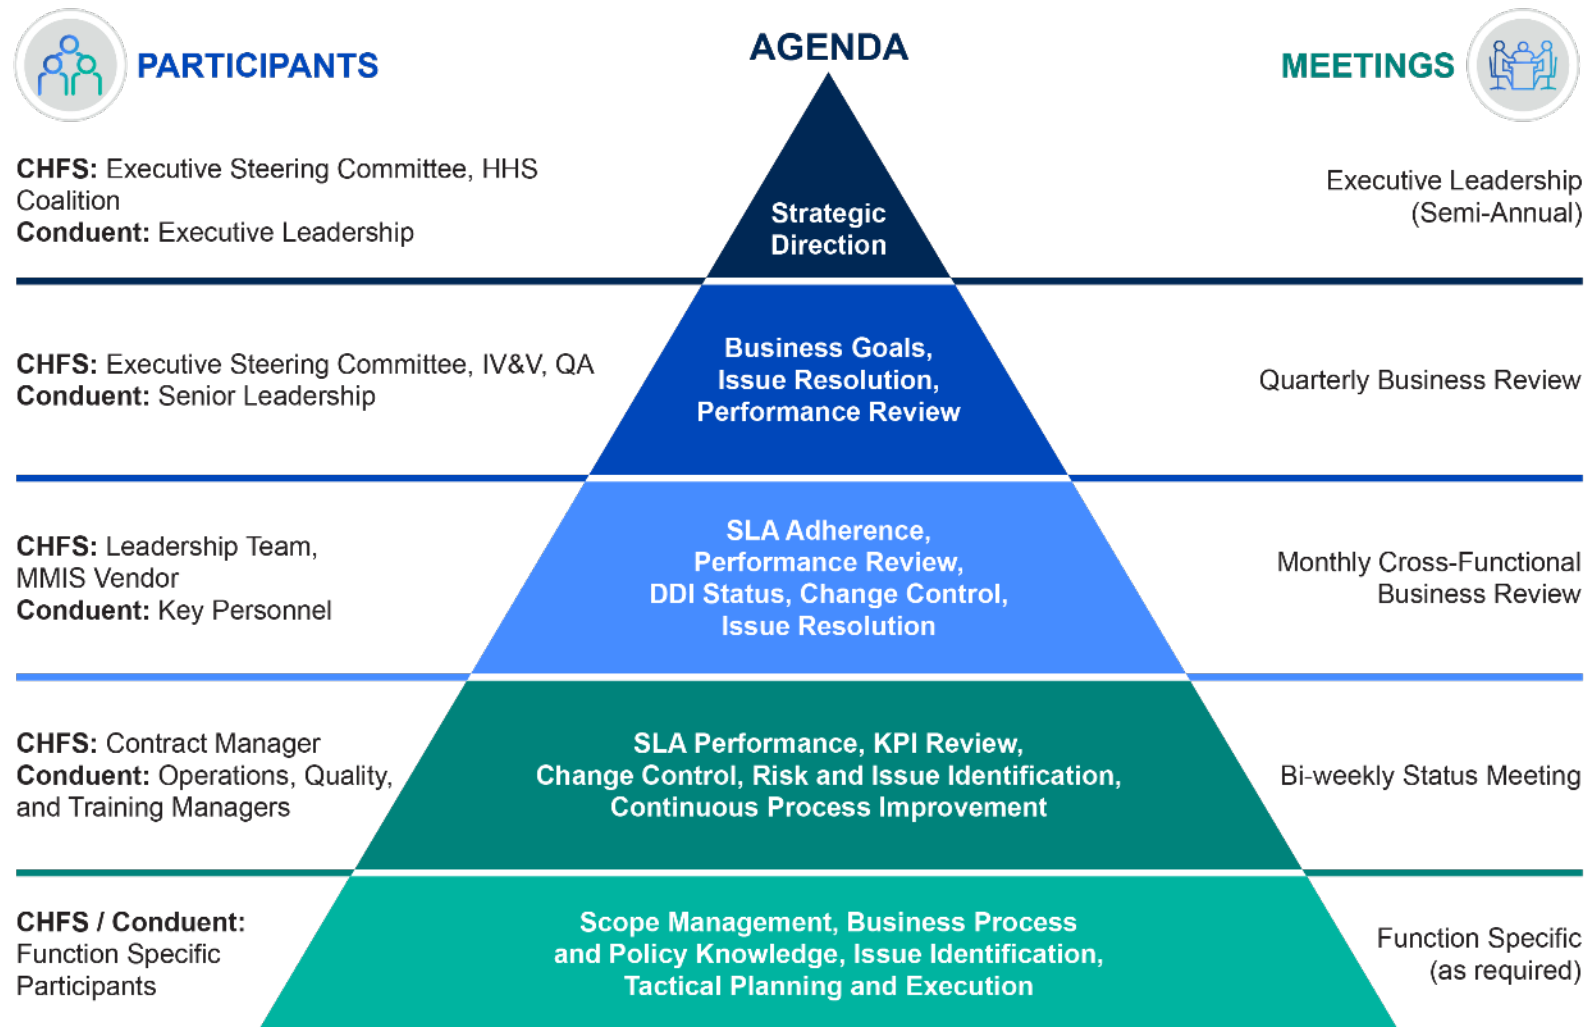 PARTICIPANTS
AGENDA
MEETINGS
CHFS: Executive Steering Committee, HHS
Coalition
Conduent: Executive Leadership
Strategic
Direction
Executive Leadership
(Semi-Annual)
CHFS: Executive Steering Committee, IV&V, QA
Conduent: Senior Leadership
Business Goals,
Issue Resolution,
Performance Review
Quarterly Business Review
CHFS: Leadership Team,
MMIS Vendor
Conduent: Key Personnel
SLA Adherence,
Performance Review,
DDI Status, Change Control,
Issue Resolution
Monthly Cross-Functional
Business Review
CHFS: Contract Manager
Conduent: Operations, Quality,
and Training Managers
SLA Performance, KPI Review,
Change Control, Risk and Issue Identification,
Continuous Process Improvement
Bi-weekly Status Meeting
CHFS / Conduent:
Function Specific
Participants
Scope Management, Business Process
and Policy Knowledge, Issue Identification,
Tactical Planning and Execution
Function Specific
(as required)